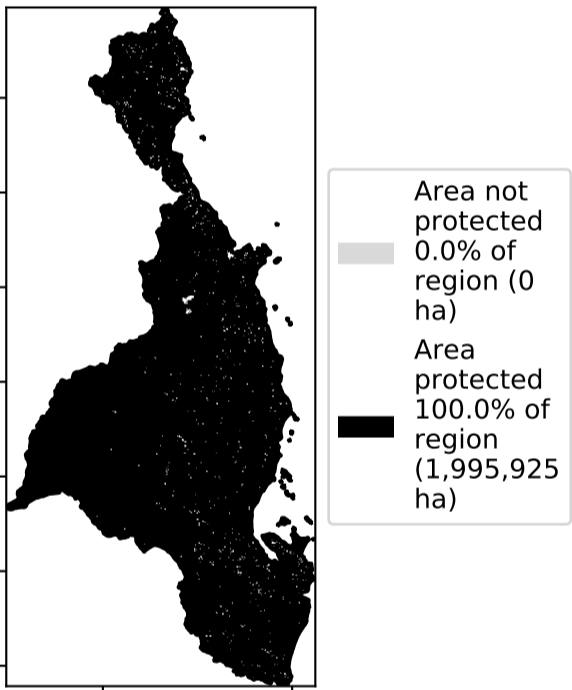 Area not
protected
0.0% of
region (0
ha)
Area
protected
100.0% of
region
(1,995,925
ha)